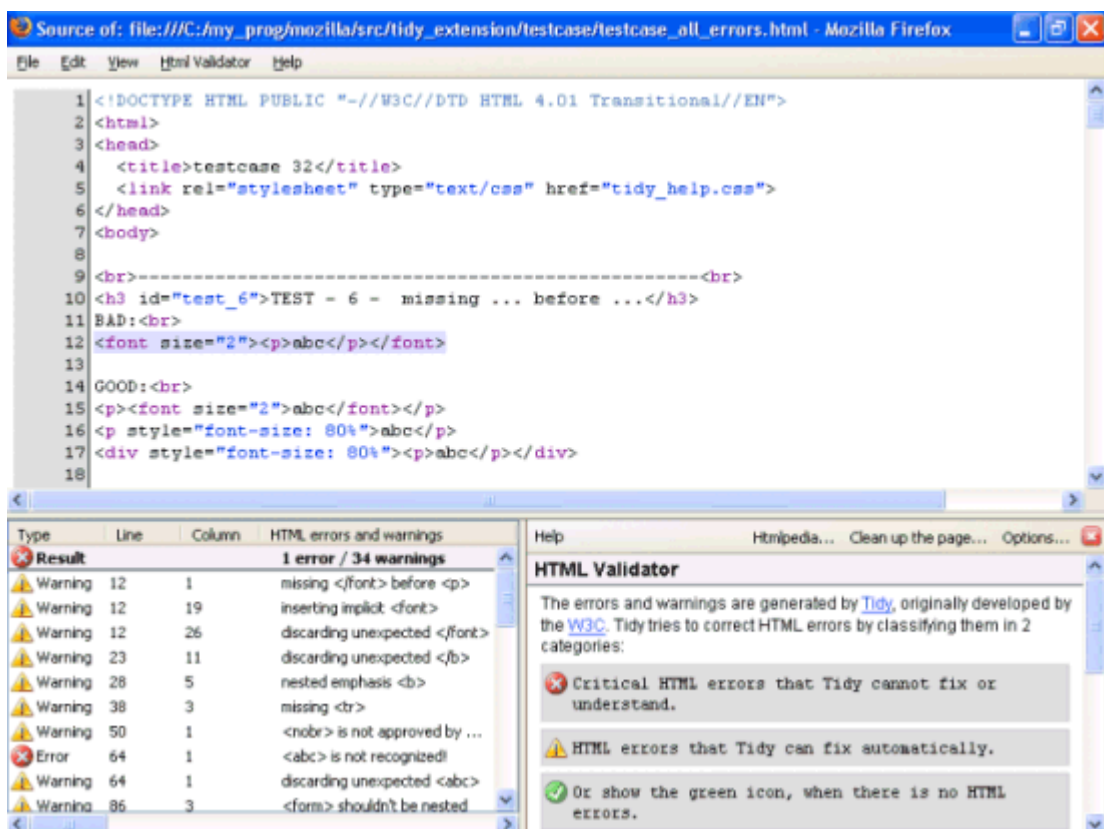 Source of: file:///C:/my_prog/mozilla/src/tidy_extension/testcase/testcase_all_errors.html - Mozilla Firefox
File Edit View Html Validator Help
1 <!DOCTYPE HTML PUBLIC "-//W3C//DTD HTML 4.01 Transitional//EN">
2 <html>
3 <head>
4 <title>testcase 32</title>
5 <link rel="stylesheet" type="text/css" href="tidy_help.css">
6 </head>
7 <body>
8
9 <br>---------------------------------------------------<br>
10 <h3 id="test_6">TEST - 6 -  missing ... before ...</h3>
11 BAD:<br>
12 <font size="2"><p>abc</p></font>
13
14 GOOD:<br>
15 <p><font size="2">abc</font></p>
16 <p style="font-size: 80%">abc</p>
17 <div style="font-size: 80%"><p>abc</p></div>
18
Type Line Column HTML errors and warnings
Result 1 error / 34 warnings
Warning 12 1 missing </font> before <p>
Warning 12 19 inserting implicit <font>
Warning 12 26 discarding unexpected </font>
Warning 23 11 discarding unexpected </b>
Warning 28 5 nested emphasis <b>
Warning 38 3 missing <tr>
Warning 50 1 <nobr> is not approved by ...
Error 64 1 <abc> is not recognized!
Warning 64 1 discarding unexpected <abc>
Warning 86 3 <form> shouldn't be nested
Help Htmlpedia... Clean up the page... Options...
HTML Validator
The errors and warnings are generated by Tidy, originally developed by
the W3C. Tidy tries to correct HTML errors by classifying them in 2
categories:
Critical HTML errors that Tidy cannot fix or
understand.
HTML errors that Tidy can fix automatically.
Or show the green icon, when there is no HTML
errors.